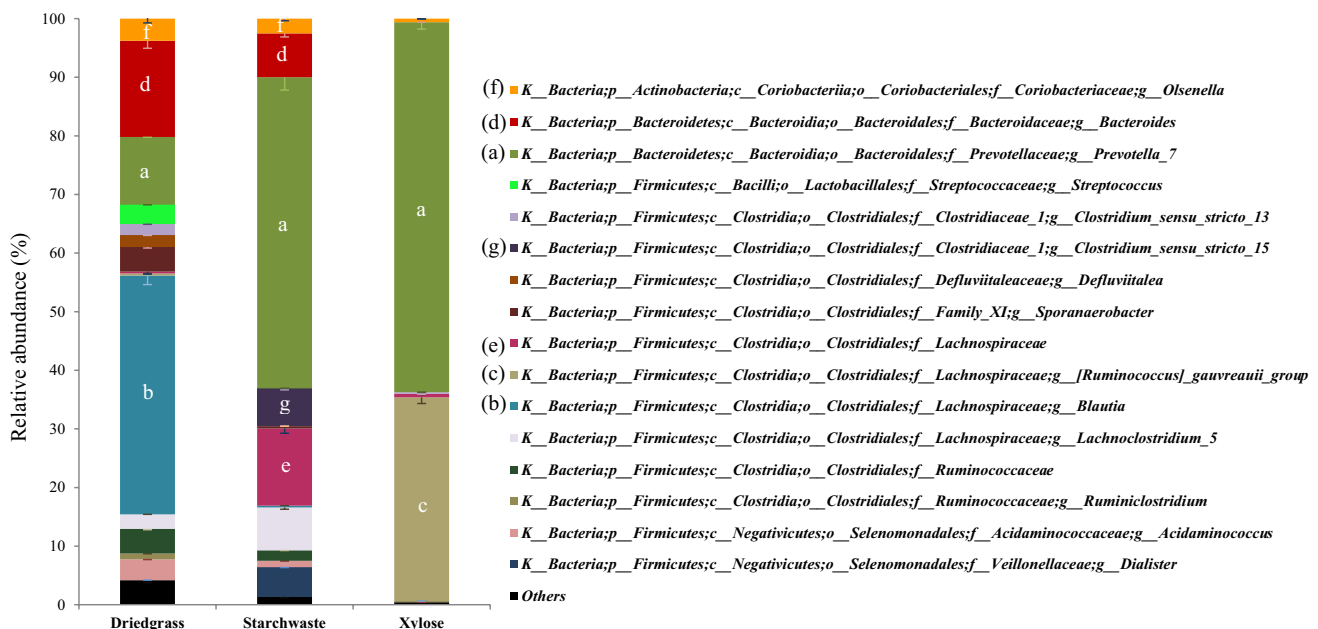 Relative abundance (%)
100
90
80
70
60
50
40
30
20
10
0
f
d
a
b
f
d
a
g
e
a
c
Driedgrass
Starchwaste
Xylose
(f) K__Bacteria;p__Actinobacteria;c__Coriobacteriia;o__Coriobacteriales;f__Coriobacteriaceae;g__Olsenella
(d) K__Bacteria;p__Bacteroidetes;c__Bacteroidia;o__Bacteroidales;f__Bacteroidaceae;g__Bacteroides
(a) K__Bacteria;p__Bacteroidetes;c__Bacteroidia;o__Bacteroidales;f__Prevotellaceae;g__Prevotella_7
K__Bacteria;p__Firmicutes;c__Bacilli;o__Lactobacillales;f__Streptococcaceae;g__Streptococcus
K__Bacteria;p__Firmicutes;c__Clostridia;o__Clostridiales;f__Clostridiaceae_1;g__Clostridium_sensu_stricto_13
(g) K__Bacteria;p__Firmicutes;c__Clostridia;o__Clostridiales;f__Clostridiaceae_1;g__Clostridium_sensu_stricto_15
K__Bacteria;p__Firmicutes;c__Clostridia;o__Clostridiales;f__Defluviitaleaceae;g__Defluviitalea
K__Bacteria;p__Firmicutes;c__Clostridia;o__Clostridiales;f__Family_XI;g__Sporanaerobacter
(e) K__Bacteria;p__Firmicutes;c__Clostridia;o__Clostridiales;f__Lachnospiraceae
(c) K__Bacteria;p__Firmicutes;c__Clostridia;o__Clostridiales;f__Lachnospiraceae;g__[Ruminococcus]_gauvreauii_group
(b) K__Bacteria;p__Firmicutes;c__Clostridia;o__Clostridiales;f__Lachnospiraceae;g__Blautia
K__Bacteria;p__Firmicutes;c__Clostridia;o__Clostridiales;f__Lachnospiraceae;g__Lachnoclostridium_5
K__Bacteria;p__Firmicutes;c__Clostridia;o__Clostridiales;f__Ruminococcaceae
K__Bacteria;p__Firmicutes;c__Clostridia;o__Clostridiales;f__Ruminococcaceae;g__Ruminiclostridium
K__Bacteria;p__Firmicutes;c__Negativicutes;o__Selenomonadales;f__Acidaminococcaceae;g__Acidaminococcus
K__Bacteria;p__Firmicutes;c__Negativicutes;o__Selenomonadales;f__Veillonellaceae;g__Dialister
Others